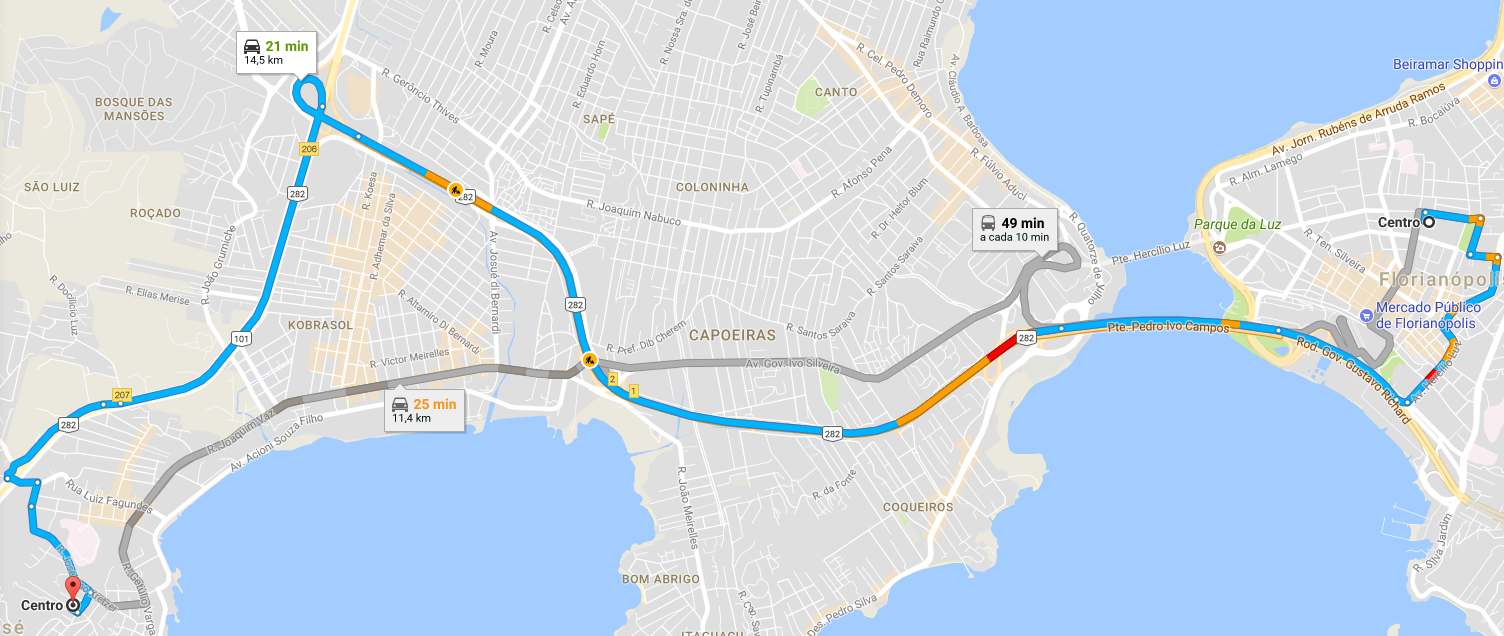 R. Celso
Av. A
R. Moura
R. Eduardo Horn
R. Nossa Sra.
R. José Beir
R. Cel. Pedro Demoro
R. Raimundo
Beiramar Shoppin
21 min
14,5 km
R. Gerôncio Thives
R. Tupinambá
CANTO
Av. Cláudio A. Barbosa
Av. Jorn. Rubéns de Arruda Ramos
R. Bocaiúva
BOSQUE DAS
MANSÕES
SAPÉ
206
R. Alm. Lamego
R. Afonso Pena
R. Fúlvio Aduci
SÃO LUIZ
282
282
COLONINHA
R. Koesa
R. Adhemar da Silva
R. Joaquim Nabuco
R. Dr. Heitor Blum
ROÇADO
49 min
a cada 10 min
R. Quatorze de Julho
Centro
Parque da Luz
R. Ten. Silveira
R. João Grumiche
Av. Josué di Bernardi
R. Santos Saraiva
Pte. Hercílio Luz
Florianópolis
R. Docilício Luz
R. Elias Merise
R. Altamiro Di Bernardi
282
Mercado Público
de Florianópolis
KOBRASOL
R. Santos Saraiva
CAPOEIRAS
Pte. Pedro Ivo Campos
101
282
R. Pref. Dib Cherem
R. Victor Meirelles
Av. Gov. Ivo Silveira
Rod. Gov. Gustavo Richard
Av. Hercílio Luz
2
1
207
25 min
11,4 km
282
R. Joaquim Vaz
Av. Acioni Souza Filho
282
R. João Meirelles
R. da Fonte
Rua Luiz Fagundes
COQUEIROS
R. Silva Jardim
R. Getúlio Vargas
BOM ABRIGO
Centro
Des. Pedro Silva
sé
ITAGUAÇU